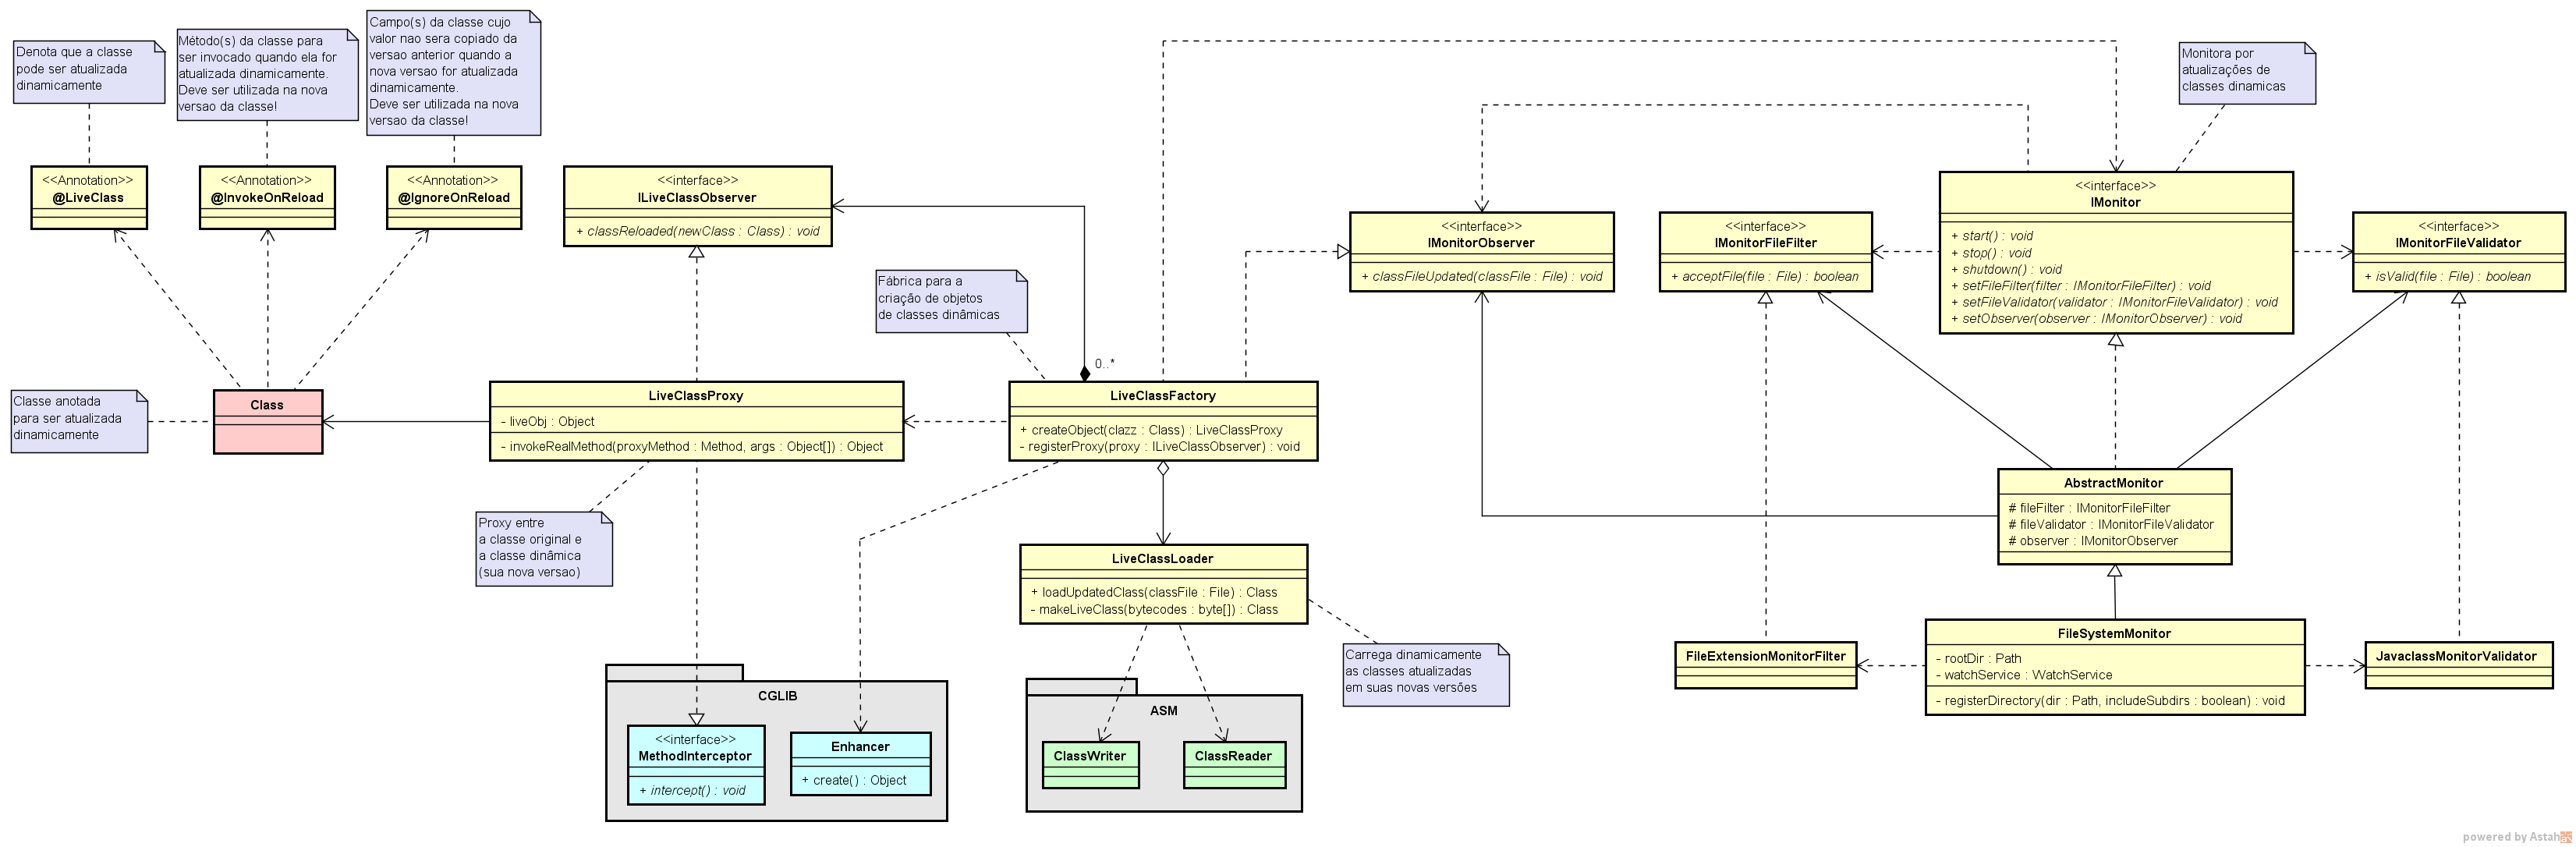 Denota que a classe
pode ser atualizada
dinamicamente
Método(s) da classe para
ser invocado quando ela for
atualizada dinamicamente.
Deve ser utilizada na nova
versao da classe!
Campo(s) da classe cujo
valor nao sera copiado da
versao anterior quando a
nova versao for atualizada
dinamicamente.
Deve ser utilizada na nova
versao da classe!
Monitora por
atualizações de
classes dinamicas
<<Annotation>>
@LiveClass
<<Annotation>>
@InvokeOnReload
<<Annotation>>
@IgnoreOnReload
<<interface>>
ILiveClassObserver
+ classReloaded(newClass : Class) : void
<<interface>>
IMonitorObserver
+ classFileUpdated(classFile : File) : void
<<interface>>
IMonitorFileFilter
+ acceptFile(file : File) : boolean
<<interface>>
IMonitor
+ start() : void
+ stop() : void
+ shutdown() : void
+ setFileFilter(filter : IMonitorFileFilter) : void
+ setFileValidator(validator : IMonitorFileValidator) : void
+ setObserver(observer : IMonitorObserver) : void
<<interface>>
IMonitorFileValidator
+ isValid(file : File) : boolean
Fábrica para a
criação de objetos
de classes dinâmicas
0..*
Classe anotada
para ser atualizada
dinamicamente
Class
LiveClassProxy
- liveObj : Object
- invokeRealMethod(proxyMethod : Method, args : Object[]) : Object
LiveClassFactory
+ createObject(clazz : Class) : LiveClassProxy
- registerProxy(proxy : ILiveClassObserver) : void
AbstractMonitor
# fileFilter : IMonitorFileFilter
# fileValidator : IMonitorFileValidator
# observer : IMonitorObserver
Proxy entre
a classe original e
a classe dinâmica
(sua nova versao)
LiveClassLoader
+ loadUpdatedClass(classFile : File) : Class
- makeLiveClass(bytecodes : byte[]) : Class
Carrega dinamicamente
as classes atualizadas
em suas novas versões
FileExtensionMonitorFilter
FileSystemMonitor
- rootDir : Path
- watchService : WatchService
- registerDirectory(dir : Path, includeSubdirs : boolean) : void
JavaclassMonitorValidator
CGLIB
<<interface>>
MethodInterceptor
+ intercept() : void
Enhancer
+ create() : Object
ASM
ClassWriter
ClassReader
powered by Astah